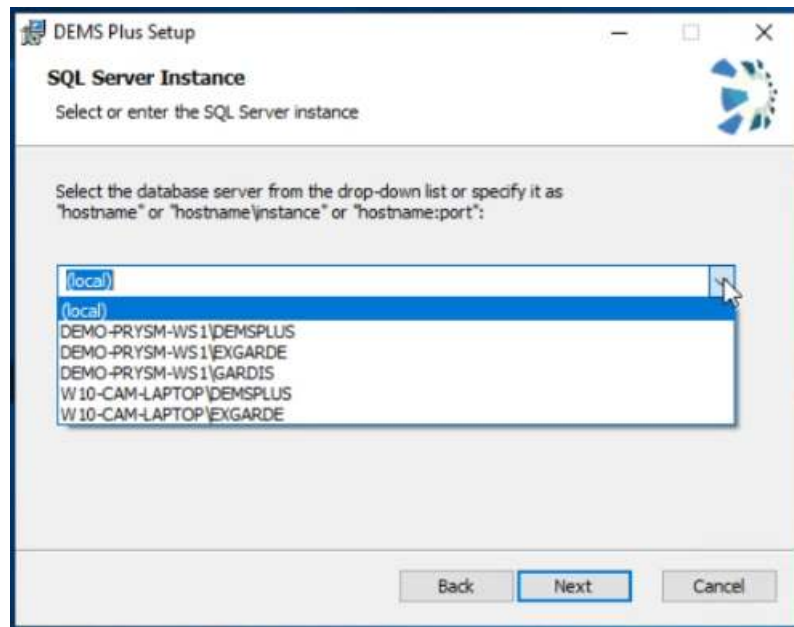 DEMS Plus Setup
SQL Server Instance
Select or enter the SQL Server instance
Select the database server from the drop-down list or specify it as
"hostname" or "hostname\instance" or "hostname:port":
(local)
(local)
DEMO-PRYSM-WS1\DEMSPLUS
DEMO-PRYSM-WS1\EXGARDE
DEMO-PRYSM-WS1\GARDIS
W10-CAM-LAPTOP\DEMSPLUS
W10-CAM-LAPTOP\EXGARDE
Back Next Cancel